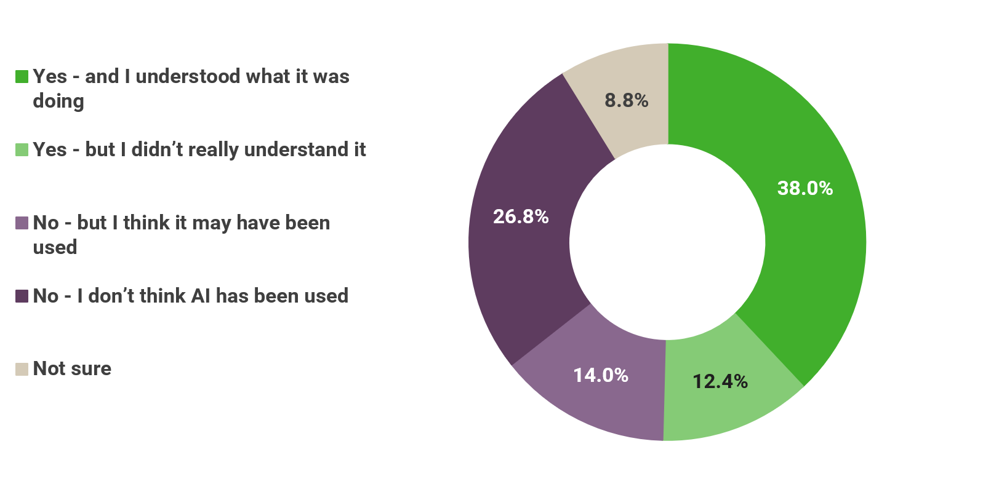 Yes - and I understood what it was
doing
Yes - but I didn’t really understand it
No - but I think it may have been
used
No - I don’t think AI has been used
Not sure
8.8%
38.0%
26.8%
14.0%
12.4%